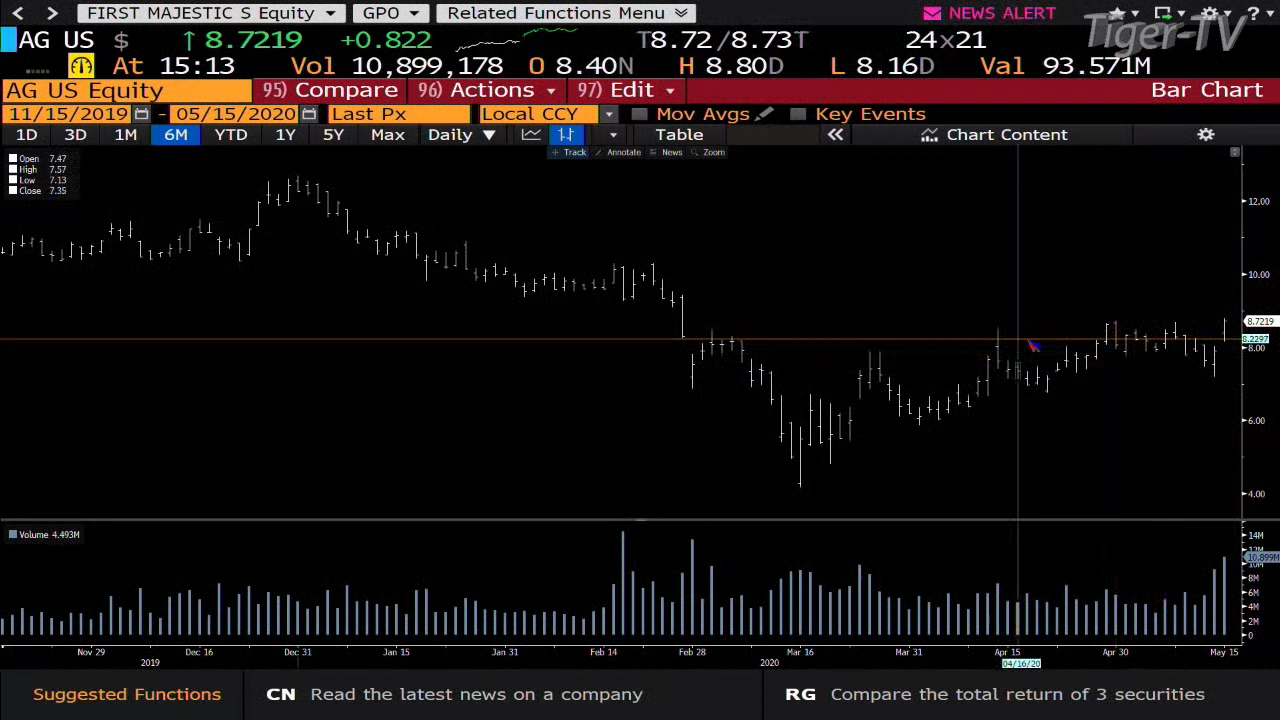 FIRST MAJESTIC S Equity GPO Related Functions Menu NEWS ALERT ?
Tiger-TV
AG US $ ↑ 8.7219 +0.822 T8.72/8.73T 24x21
At 15:13 Vol 10,899,178 O 8.40N H 8.80D L 8.16D Val 93.571M
AG US Equity 95) Compare 96) Actions 97) Edit Bar Chart
11/15/2019 - 05/15/2020 Last Px Local CCY Mov Avgs Key Events
1D 3D 1M 6M YTD 1Y 5Y Max Daily ▼ Table « Chart Content
Track Annotate News Zoom
Open 7.47
High 7.57
Low 7.13
Close 7.35
12.00
10.00
8.7219
8.2297
8.00
6.00
4.00
Volume 4.493M
14M
12M
10.899M
10M
8M
6M
4M
2M
0
Nov 29 Dec 16 Dec 31 Jan 15 Jan 31 Feb 14 Feb 28 Mar 16 Mar 31 Apr 15 Apr 30 May 15
2019 2020 04/16/20
Suggested Functions CN Read the latest news on a company RG Compare the total return of 3 securities